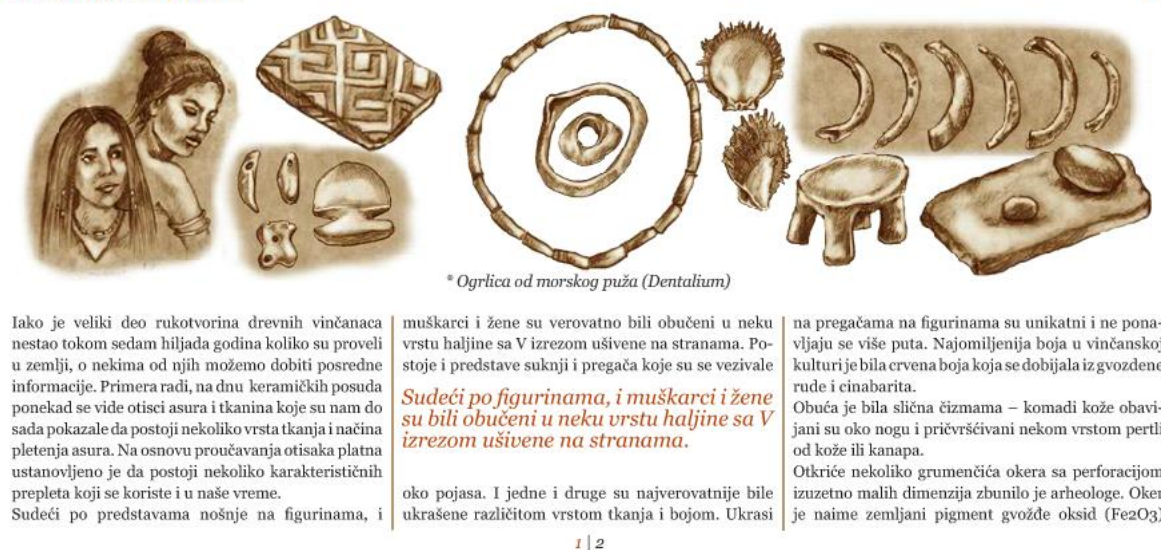 * Ogrlica od morskog puža (Dentalium)
Iako je veliki deo rukotvorina drevnih vinčanaca
nestao tokom sedam hiljada godina koliko su proveli
u zemlji, o nekima od njih možemo dobiti posredne
informacije. Primera radi, na dnu keramičkih posuda
ponekad se vide otisci asura i tkanina koje su nam do
sada pokazale da postoji nekoliko vrsta tkanja i načina
pletenja asura. Na osnovu proučavanja otisaka platna
ustanovljeno je da postoji nekoliko karakterističnih
prepleta koji se koriste i u naše vreme.
Sudeći po predstavama nošnje na figurinama, i
muškarci i žene su verovatno bili obučeni u neku
vrstu haljine sa V izrezom ušivene na stranama. Po-
stoje i predstave suknji i pregača koje su se vezivale
Sudeći po figurinama, i muškarci i žene
su bili obučeni u neku vrstu haljine sa V
izrezom ušivene na stranama.
oko pojasa. I jedne i druge su najverovatnije bile
ukrašene različitom vrstom tkanja i bojom. Ukrasi
na pregačama na figurinama su unikatni i ne pona-
vljaju se više puta. Najomiljenija boja u vinčanskoj
kulturi je bila crvena boja koja se dobijala iz gvozdene
rude i cinabarita.
Obuća je bila slična čizmama – komadi kože obavi-
jani su oko nogu i pričvršćivani nekom vrstom pertli
od kože ili kanapa.
Otkriće nekoliko grumenčića okera sa perforacijom
izuzetno malih dimenzija zbunilo je arheologe. Oker
je naime zemljani pigment gvožđe oksid (Fe2O3)
1 | 2